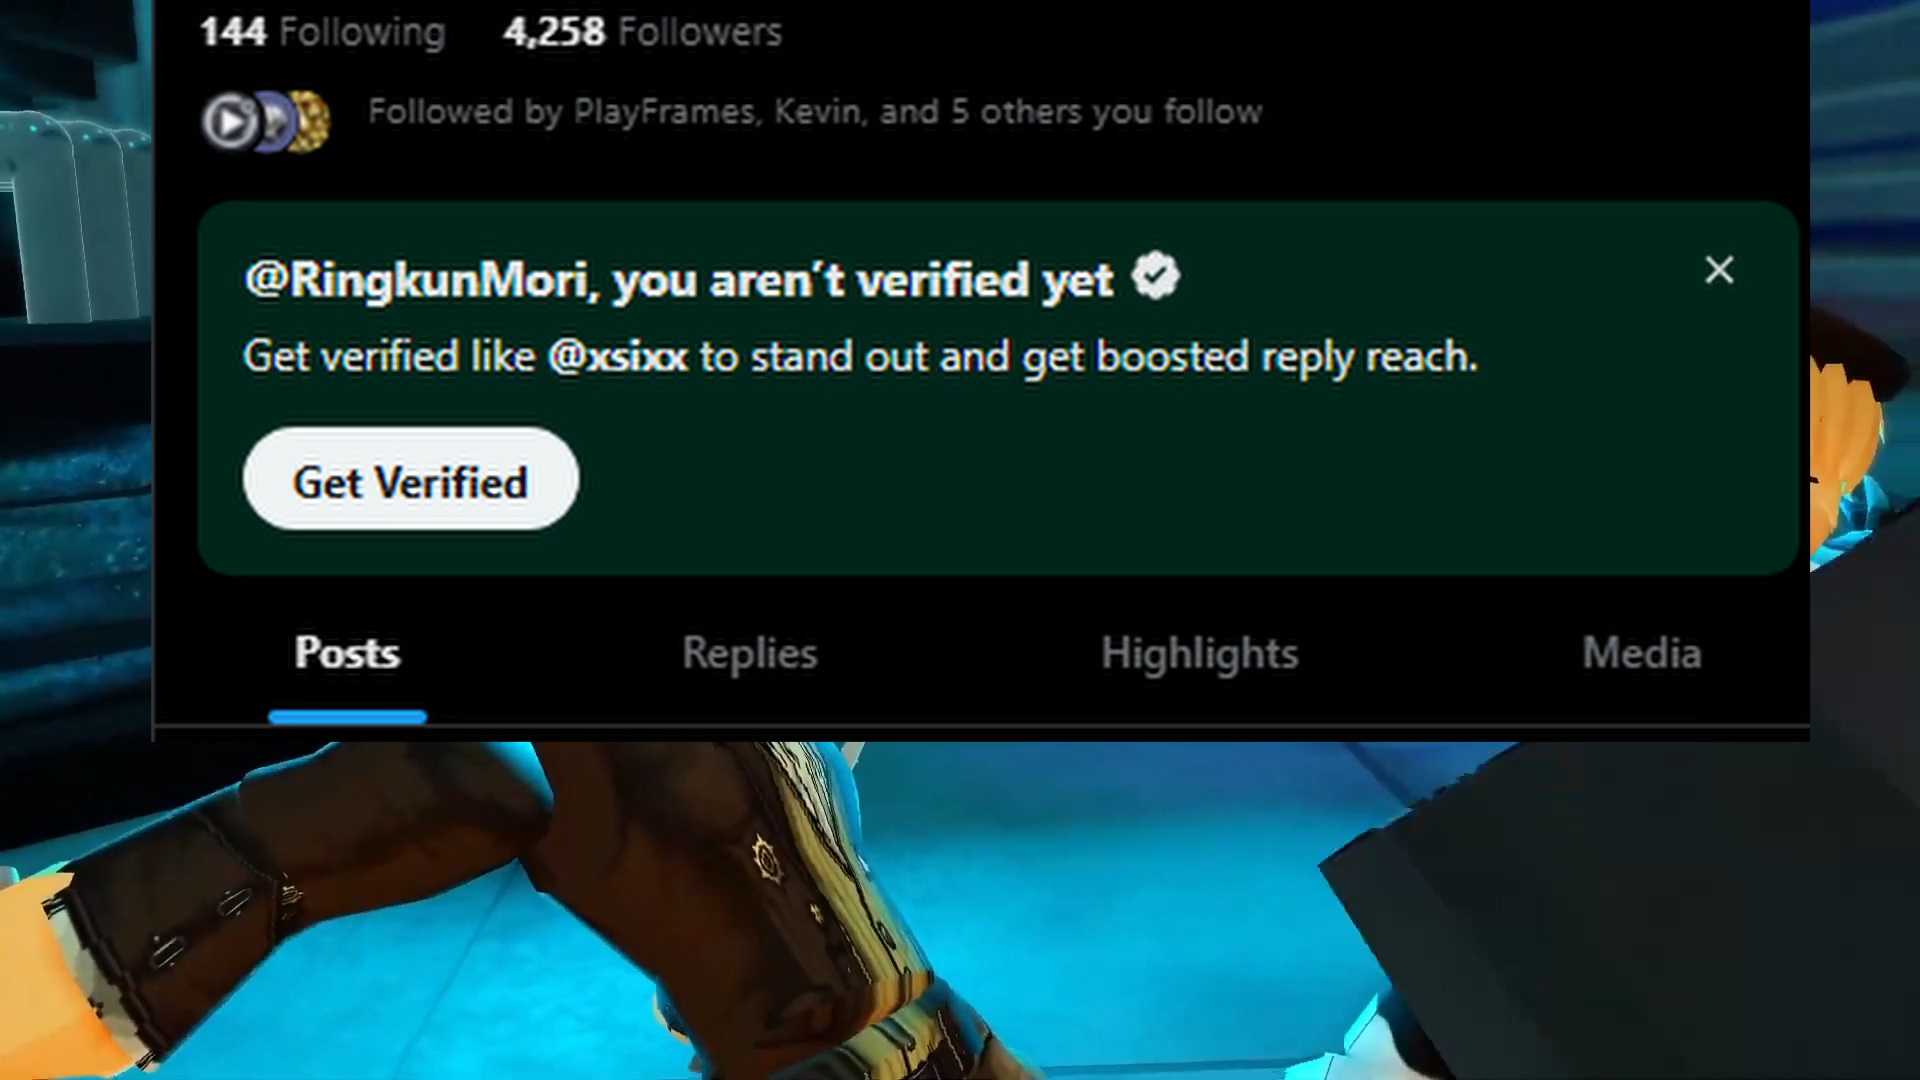 144 Following 4,258 Followers
Followed by PlayFrames, Kevin, and 5 others you follow
@RingkunMori, you aren’t verified yet
Get verified like @xsixx to stand out and get boosted reply reach.
Get Verified
Posts Replies Highlights Media